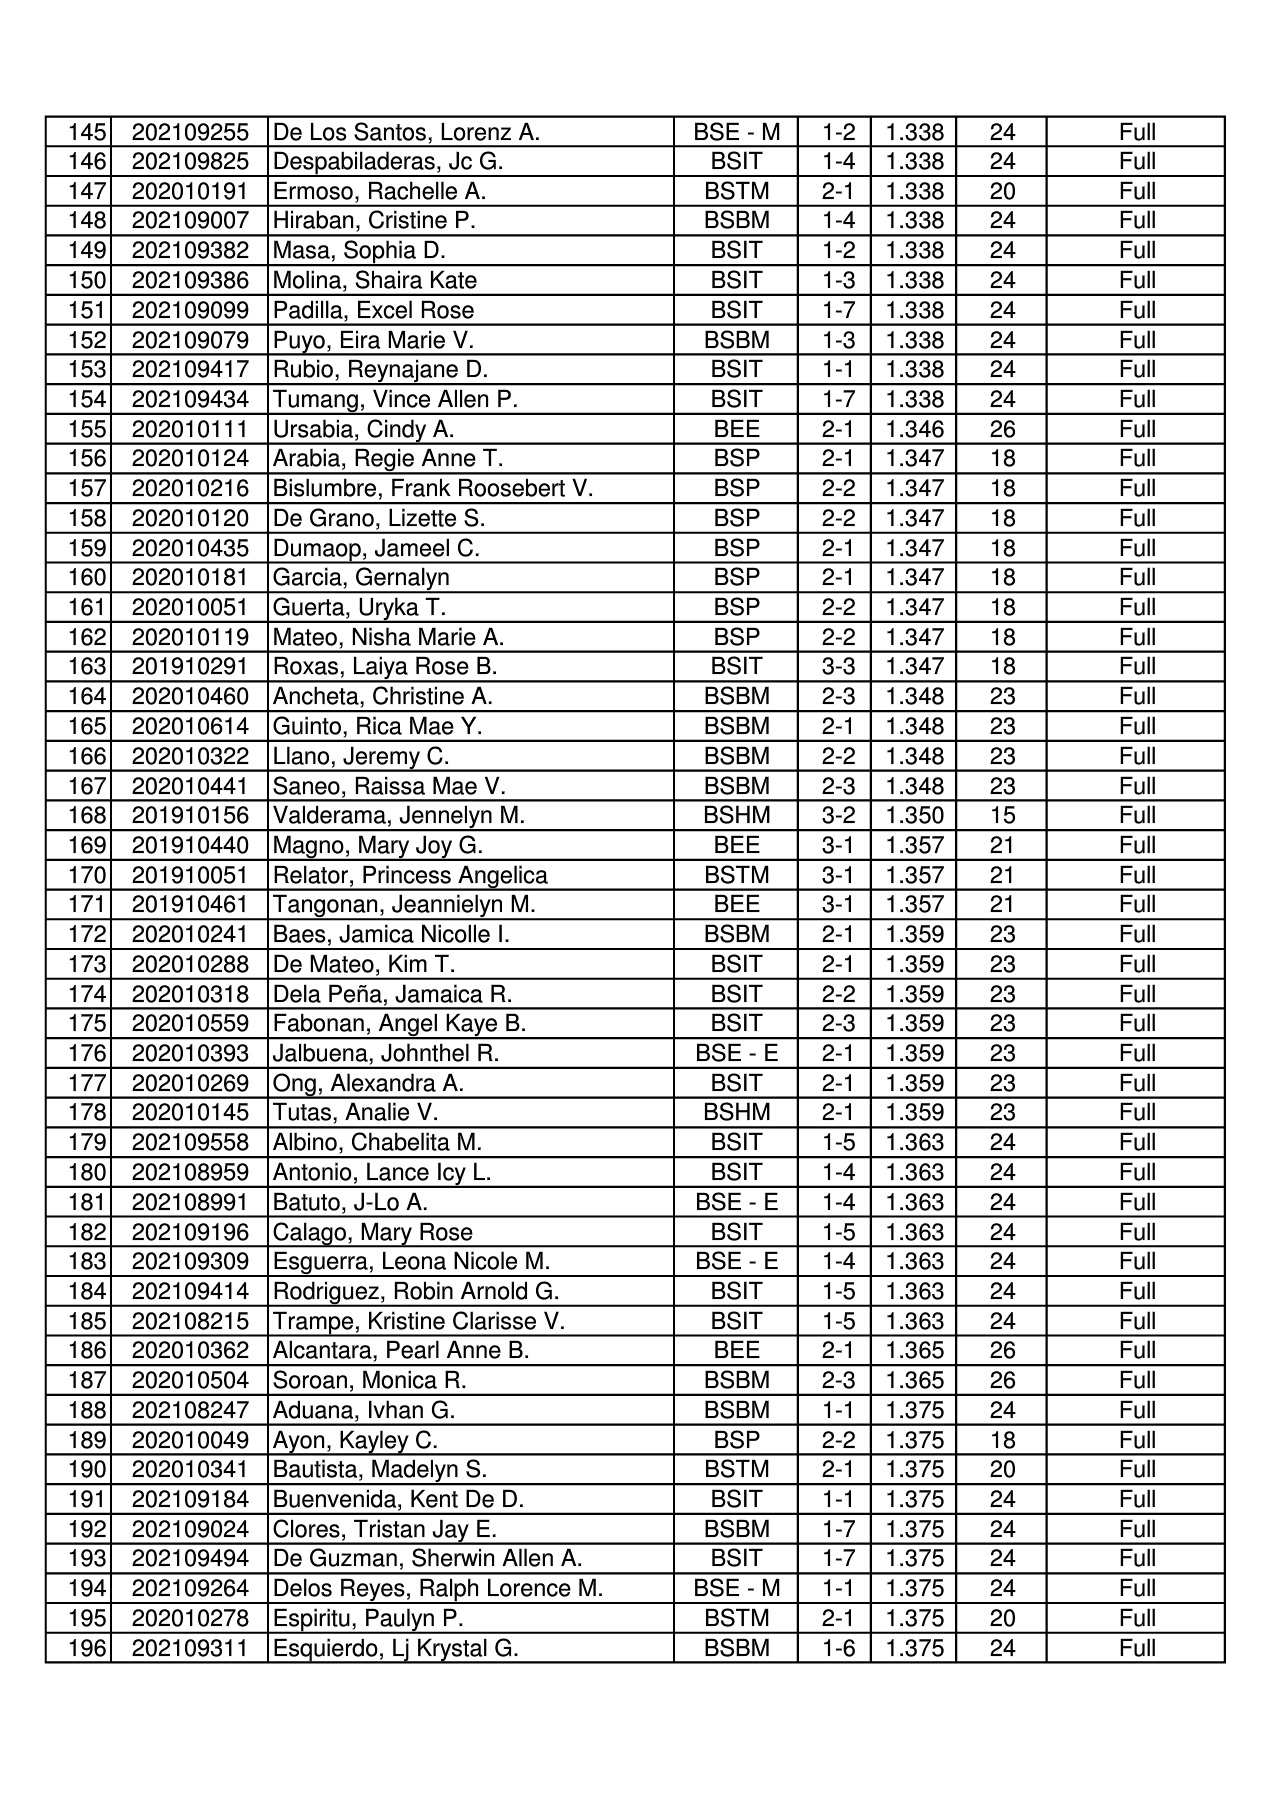 145 202109255 De Los Santos, Lorenz A. BSE - M 1-2 1.338 24 Full
146 202109825 Despabiladeras, Jc G. BSIT 1-4 1.338 24 Full
147 202010191 Ermoso, Rachelle A. BSTM 2-1 1.338 20 Full
148 202109007 Hiraban, Cristine P. BSBM 1-4 1.338 24 Full
149 202109382 Masa, Sophia D. BSIT 1-2 1.338 24 Full
150 202109386 Molina, Shaira Kate BSIT 1-3 1.338 24 Full
151 202109099 Padilla, Excel Rose BSIT 1-7 1.338 24 Full
152 202109079 Puyo, Eira Marie V. BSBM 1-3 1.338 24 Full
153 202109417 Rubio, Reynajane D. BSIT 1-1 1.338 24 Full
154 202109434 Tumang, Vince Allen P. BSIT 1-7 1.338 24 Full
155 202010111 Ursabia, Cindy A. BEE 2-1 1.346 26 Full
156 202010124 Arabia, Regie Anne T. BSP 2-1 1.347 18 Full
157 202010216 Bislumbre, Frank Roosebert V. BSP 2-2 1.347 18 Full
158 202010120 De Grano, Lizette S. BSP 2-2 1.347 18 Full
159 202010435 Dumaop, Jameel C. BSP 2-1 1.347 18 Full
160 202010181 Garcia, Gernalyn BSP 2-1 1.347 18 Full
161 202010051 Guerta, Uryka T. BSP 2-2 1.347 18 Full
162 202010119 Mateo, Nisha Marie A. BSP 2-2 1.347 18 Full
163 201910291 Roxas, Laiya Rose B. BSIT 3-3 1.347 18 Full
164 202010460 Ancheta, Christine A. BSBM 2-3 1.348 23 Full
165 202010614 Guinto, Rica Mae Y. BSBM 2-1 1.348 23 Full
166 202010322 Llano, Jeremy C. BSBM 2-2 1.348 23 Full
167 202010441 Saneo, Raissa Mae V. BSBM 2-3 1.348 23 Full
168 201910156 Valderama, Jennelyn M. BSHM 3-2 1.350 15 Full
169 201910440 Magno, Mary Joy G. BEE 3-1 1.357 21 Full
170 201910051 Relator, Princess Angelica BSTM 3-1 1.357 21 Full
171 201910461 Tangonan, Jeannielyn M. BEE 3-1 1.357 21 Full
172 202010241 Baes, Jamica Nicolle I. BSBM 2-1 1.359 23 Full
173 202010288 De Mateo, Kim T. BSIT 2-1 1.359 23 Full
174 202010318 Dela Peña, Jamaica R. BSIT 2-2 1.359 23 Full
175 202010559 Fabonan, Angel Kaye B. BSIT 2-3 1.359 23 Full
176 202010393 Jalbuena, Johnthel R. BSE - E 2-1 1.359 23 Full
177 202010269 Ong, Alexandra A. BSIT 2-1 1.359 23 Full
178 202010145 Tutas, Analie V. BSHM 2-1 1.359 23 Full
179 202109558 Albino, Chabelita M. BSIT 1-5 1.363 24 Full
180 202108959 Antonio, Lance Icy L. BSIT 1-4 1.363 24 Full
181 202108991 Batuto, J-Lo A. BSE - E 1-4 1.363 24 Full
182 202109196 Calago, Mary Rose BSIT 1-5 1.363 24 Full
183 202109309 Esguerra, Leona Nicole M. BSE - E 1-4 1.363 24 Full
184 202109414 Rodriguez, Robin Arnold G. BSIT 1-5 1.363 24 Full
185 202108215 Trampe, Kristine Clarisse V. BSIT 1-5 1.363 24 Full
186 202010362 Alcantara, Pearl Anne B. BEE 2-1 1.365 26 Full
187 202010504 Soroan, Monica R. BSBM 2-3 1.365 26 Full
188 202108247 Aduana, Ivhan G. BSBM 1-1 1.375 24 Full
189 202010049 Ayon, Kayley C. BSP 2-2 1.375 18 Full
190 202010341 Bautista, Madelyn S. BSTM 2-1 1.375 20 Full
191 202109184 Buenvenida, Kent De D. BSIT 1-1 1.375 24 Full
192 202109024 Clores, Tristan Jay E. BSBM 1-7 1.375 24 Full
193 202109494 De Guzman, Sherwin Allen A. BSIT 1-7 1.375 24 Full
194 202109264 Delos Reyes, Ralph Lorence M. BSE - M 1-1 1.375 24 Full
195 202010278 Espiritu, Paulyn P. BSTM 2-1 1.375 20 Full
196 202109311 Esquierdo, Lj Krystal G. BSBM 1-6 1.375 24 Full